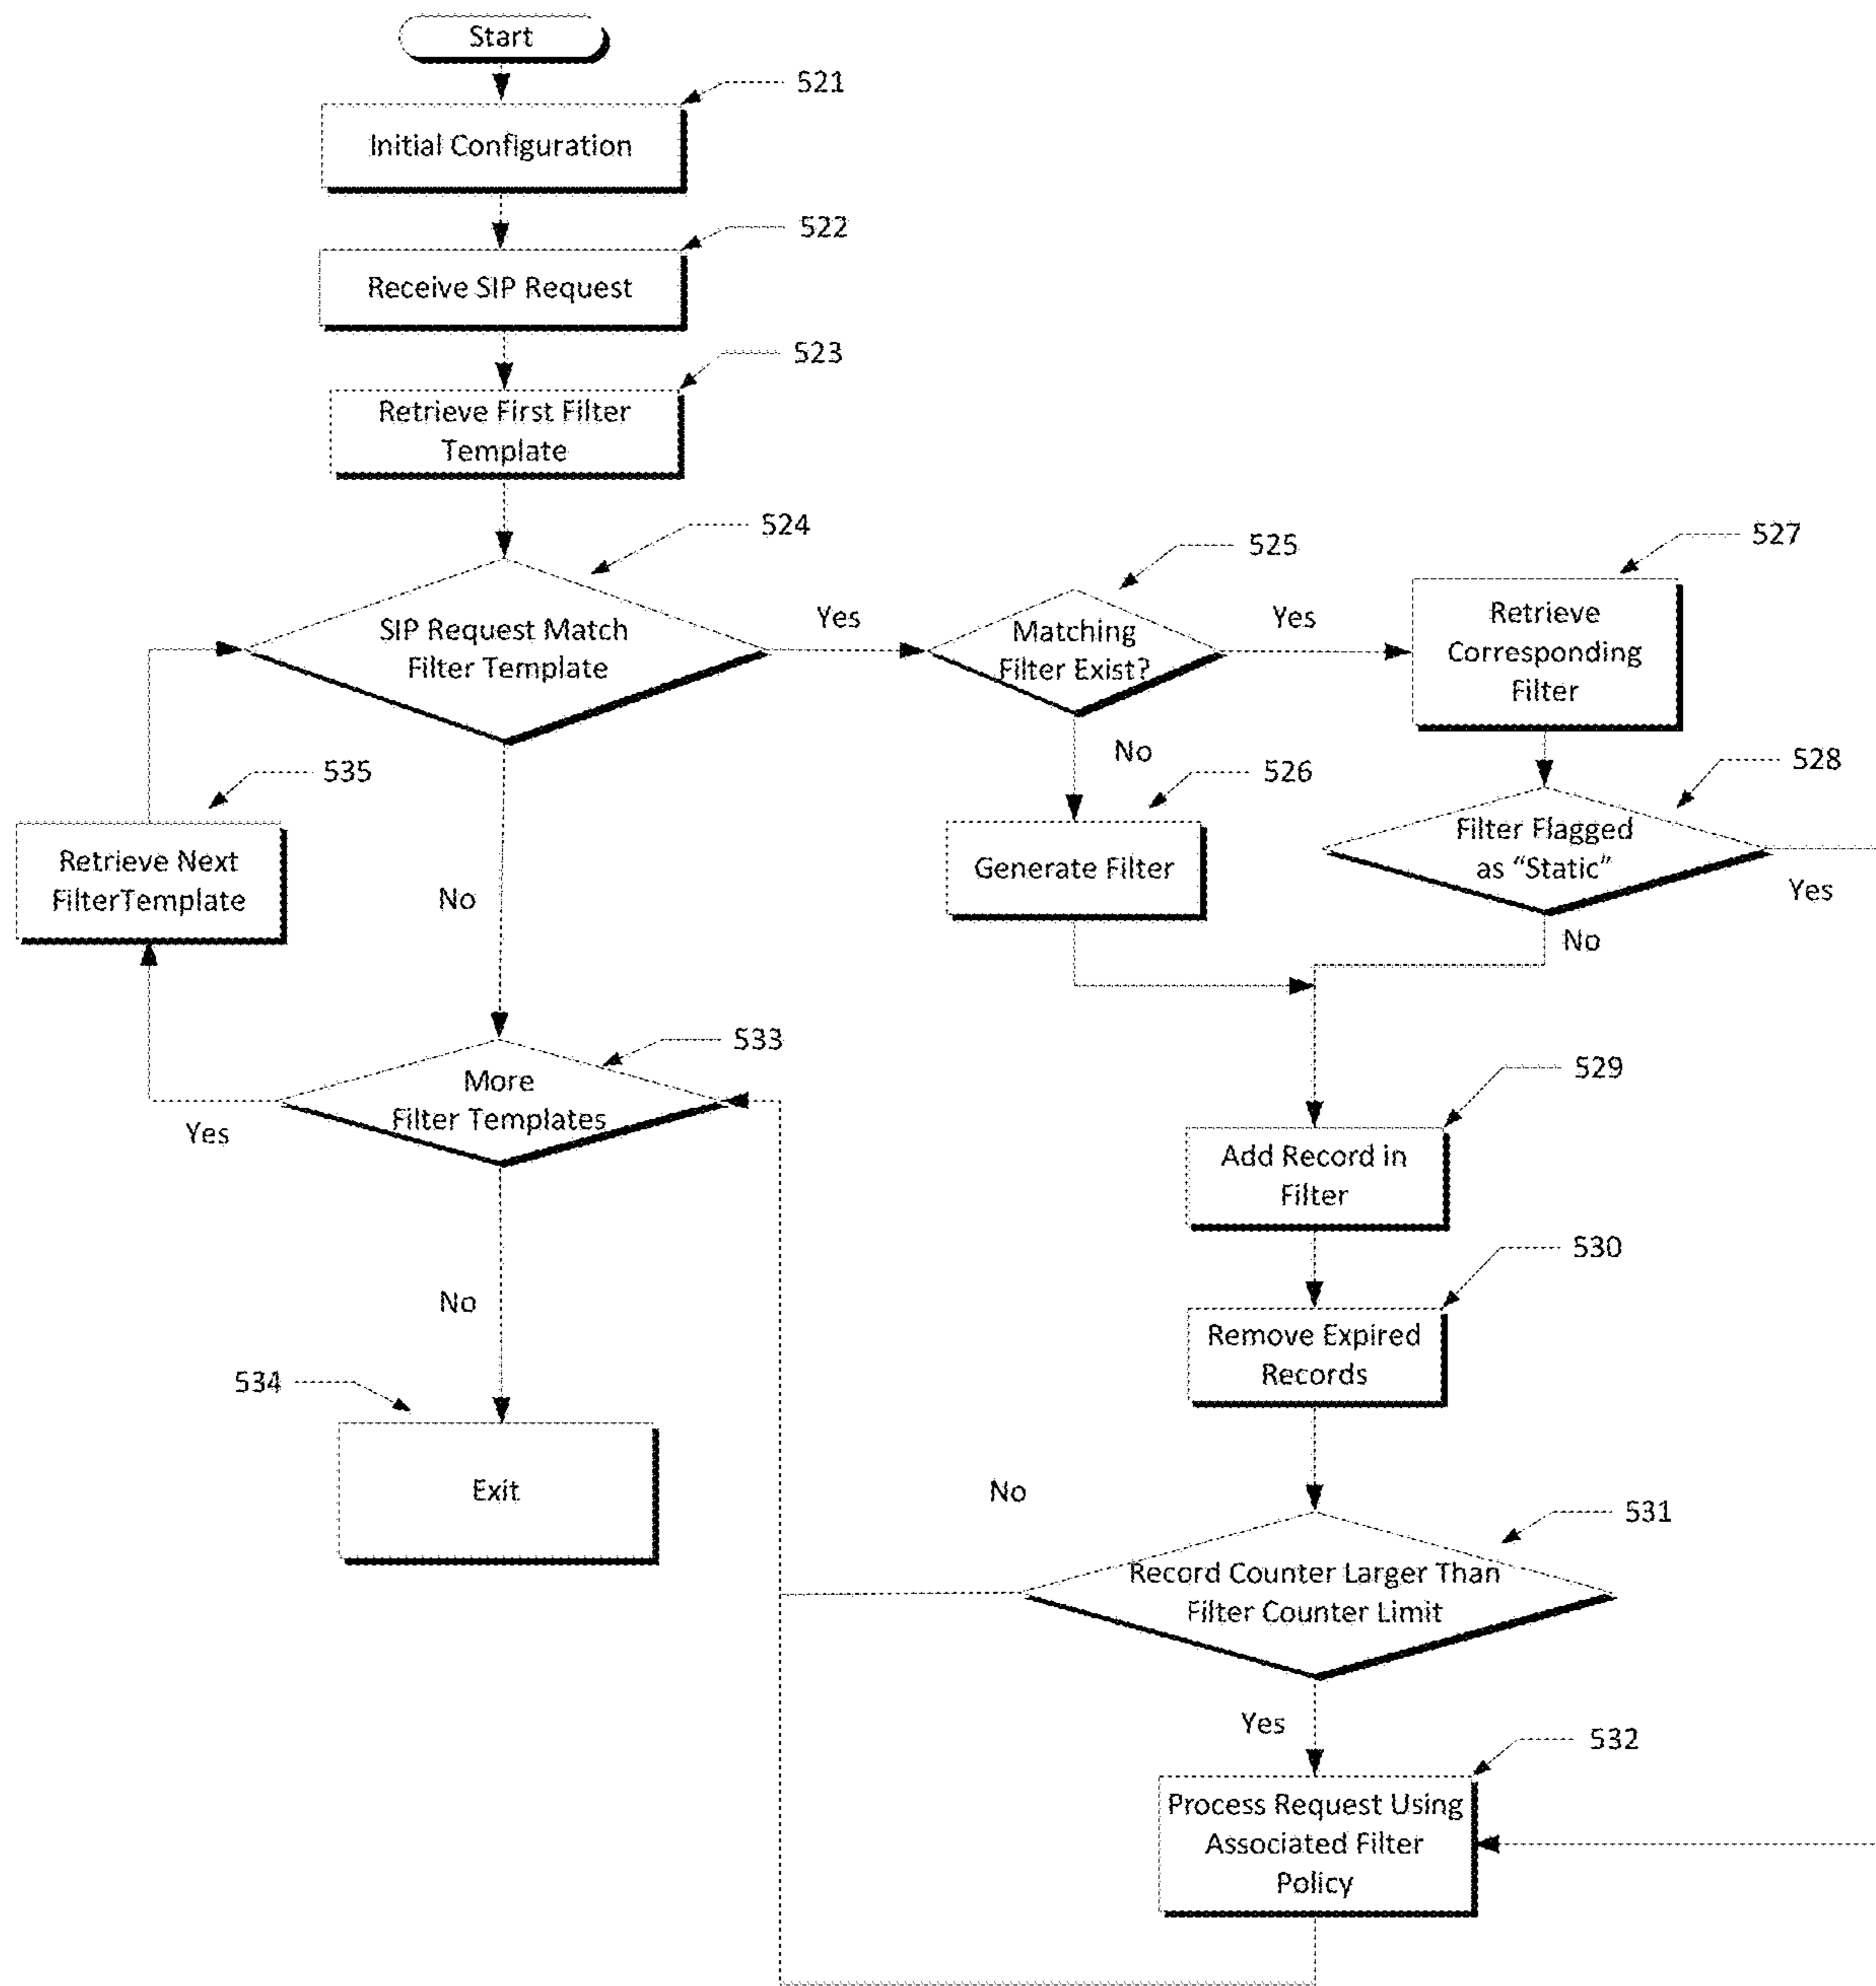 Start
521
Initial Configuration
522
Receive SIP Request
523
Retrieve First Filter
Template
524
SIP Request Match
Filter Template
Yes
525
Matching
Filter Exist?
Yes
527
Retrieve
Corresponding
Filter
No
526
Generate Filter
528
Filter Flagged
as “Static”
Yes
No
535
Retrieve Next
FilterTemplate
No
533
More
Filter Templates
Yes
No
534
Exit
529
Add Record in
Filter
530
Remove Expired
Records
No
531
Record Counter Larger Than
Filter Counter Limit
Yes
532
Process Request Using
Associated Filter
Policy